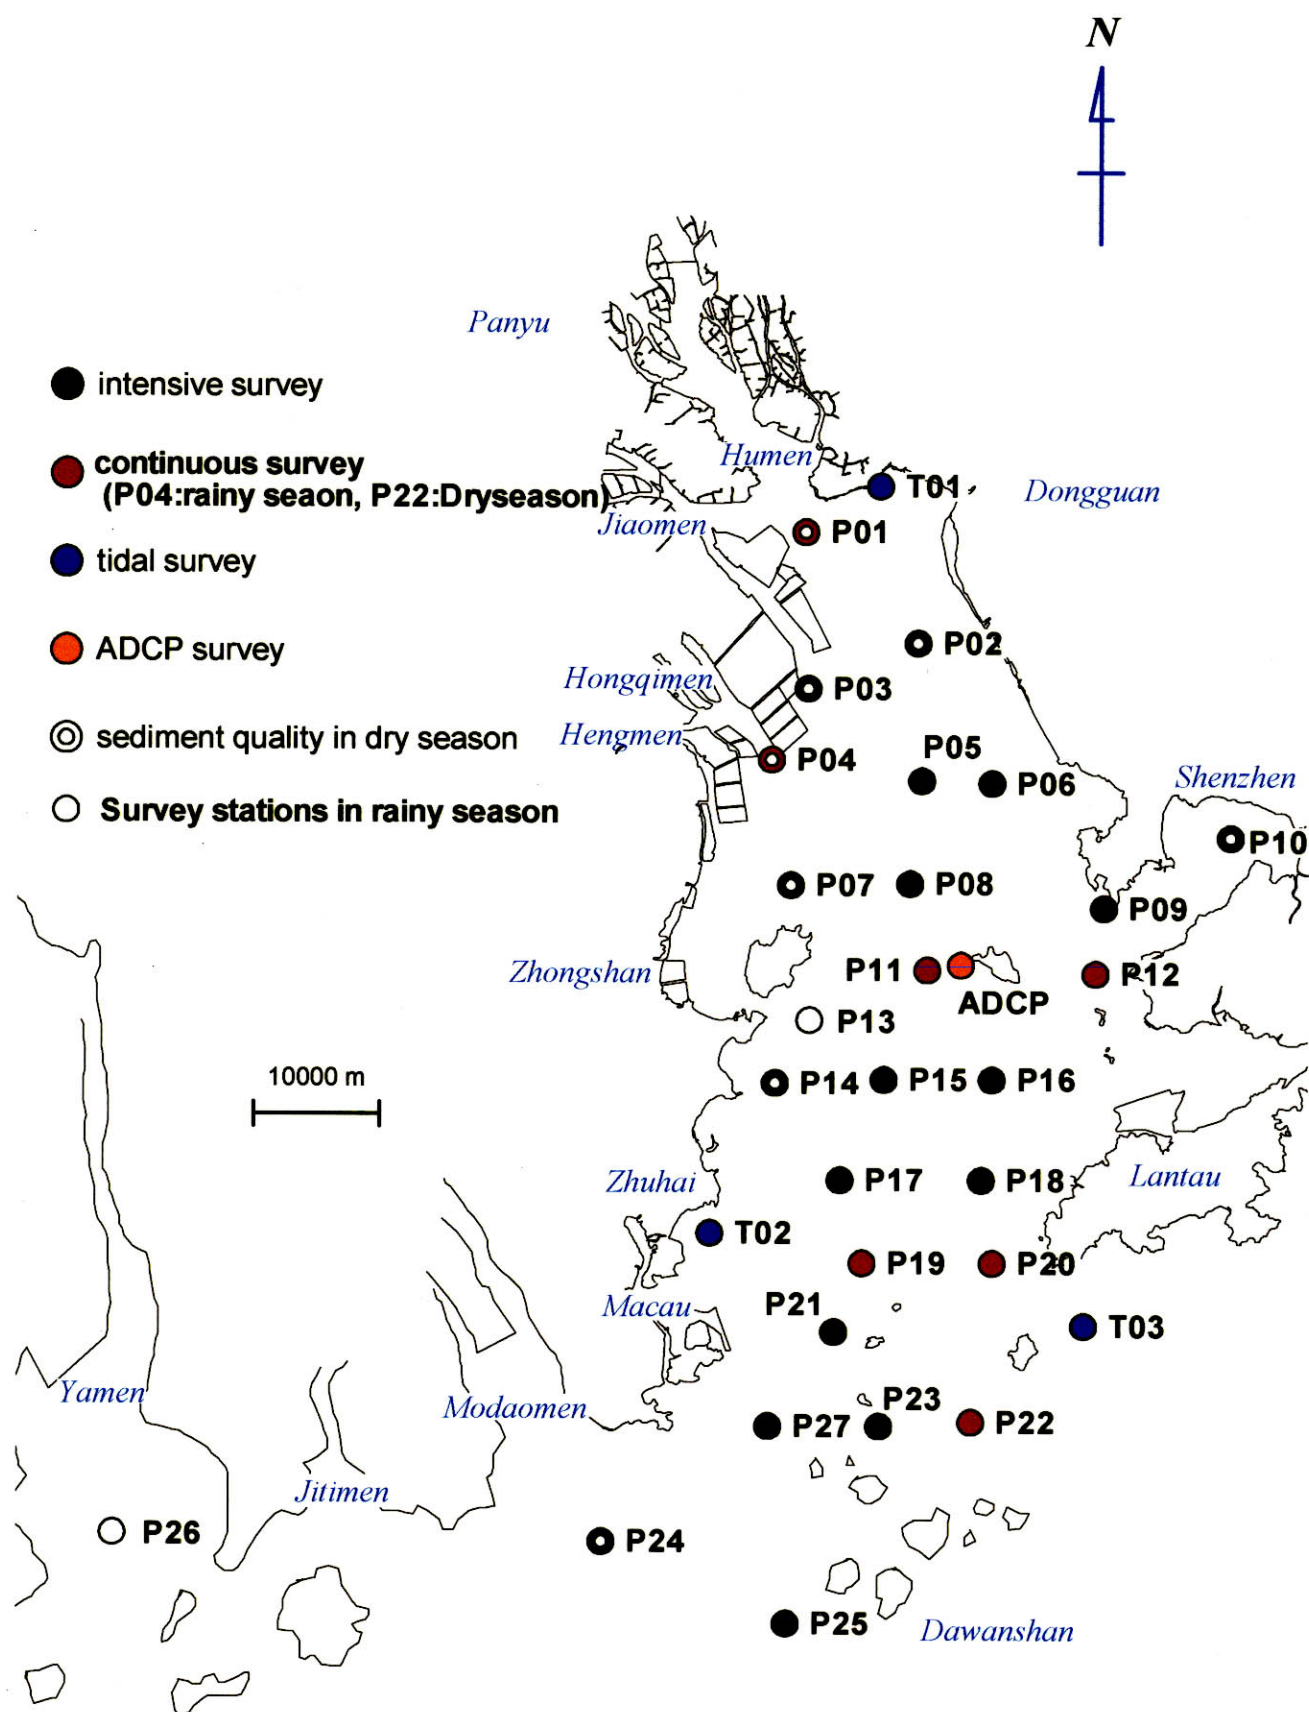 N
Panyu
intensive survey
Humen
continuous survey
(P04:rainy seaon, P22:Dryseason)
T01
Dongguan
Jiaomen
P01
tidal survey
P02
ADCP survey
Hongqimen
P03
sediment quality in dry season
Hengmen
P04
P05
P06
Shenzhen
Survey stations in rainy season
P10
P07
P08
P09
Zhongshan
P11
ADCP
P12
P13
10000 m
P14
P15
P16
Zhuhai
P17
P18
Lantau
T02
P19
P20
Macau
P21
T03
Yamen
Modaomen
P27
P23
P22
Jitimen
P26
P24
P25
Dawanshan